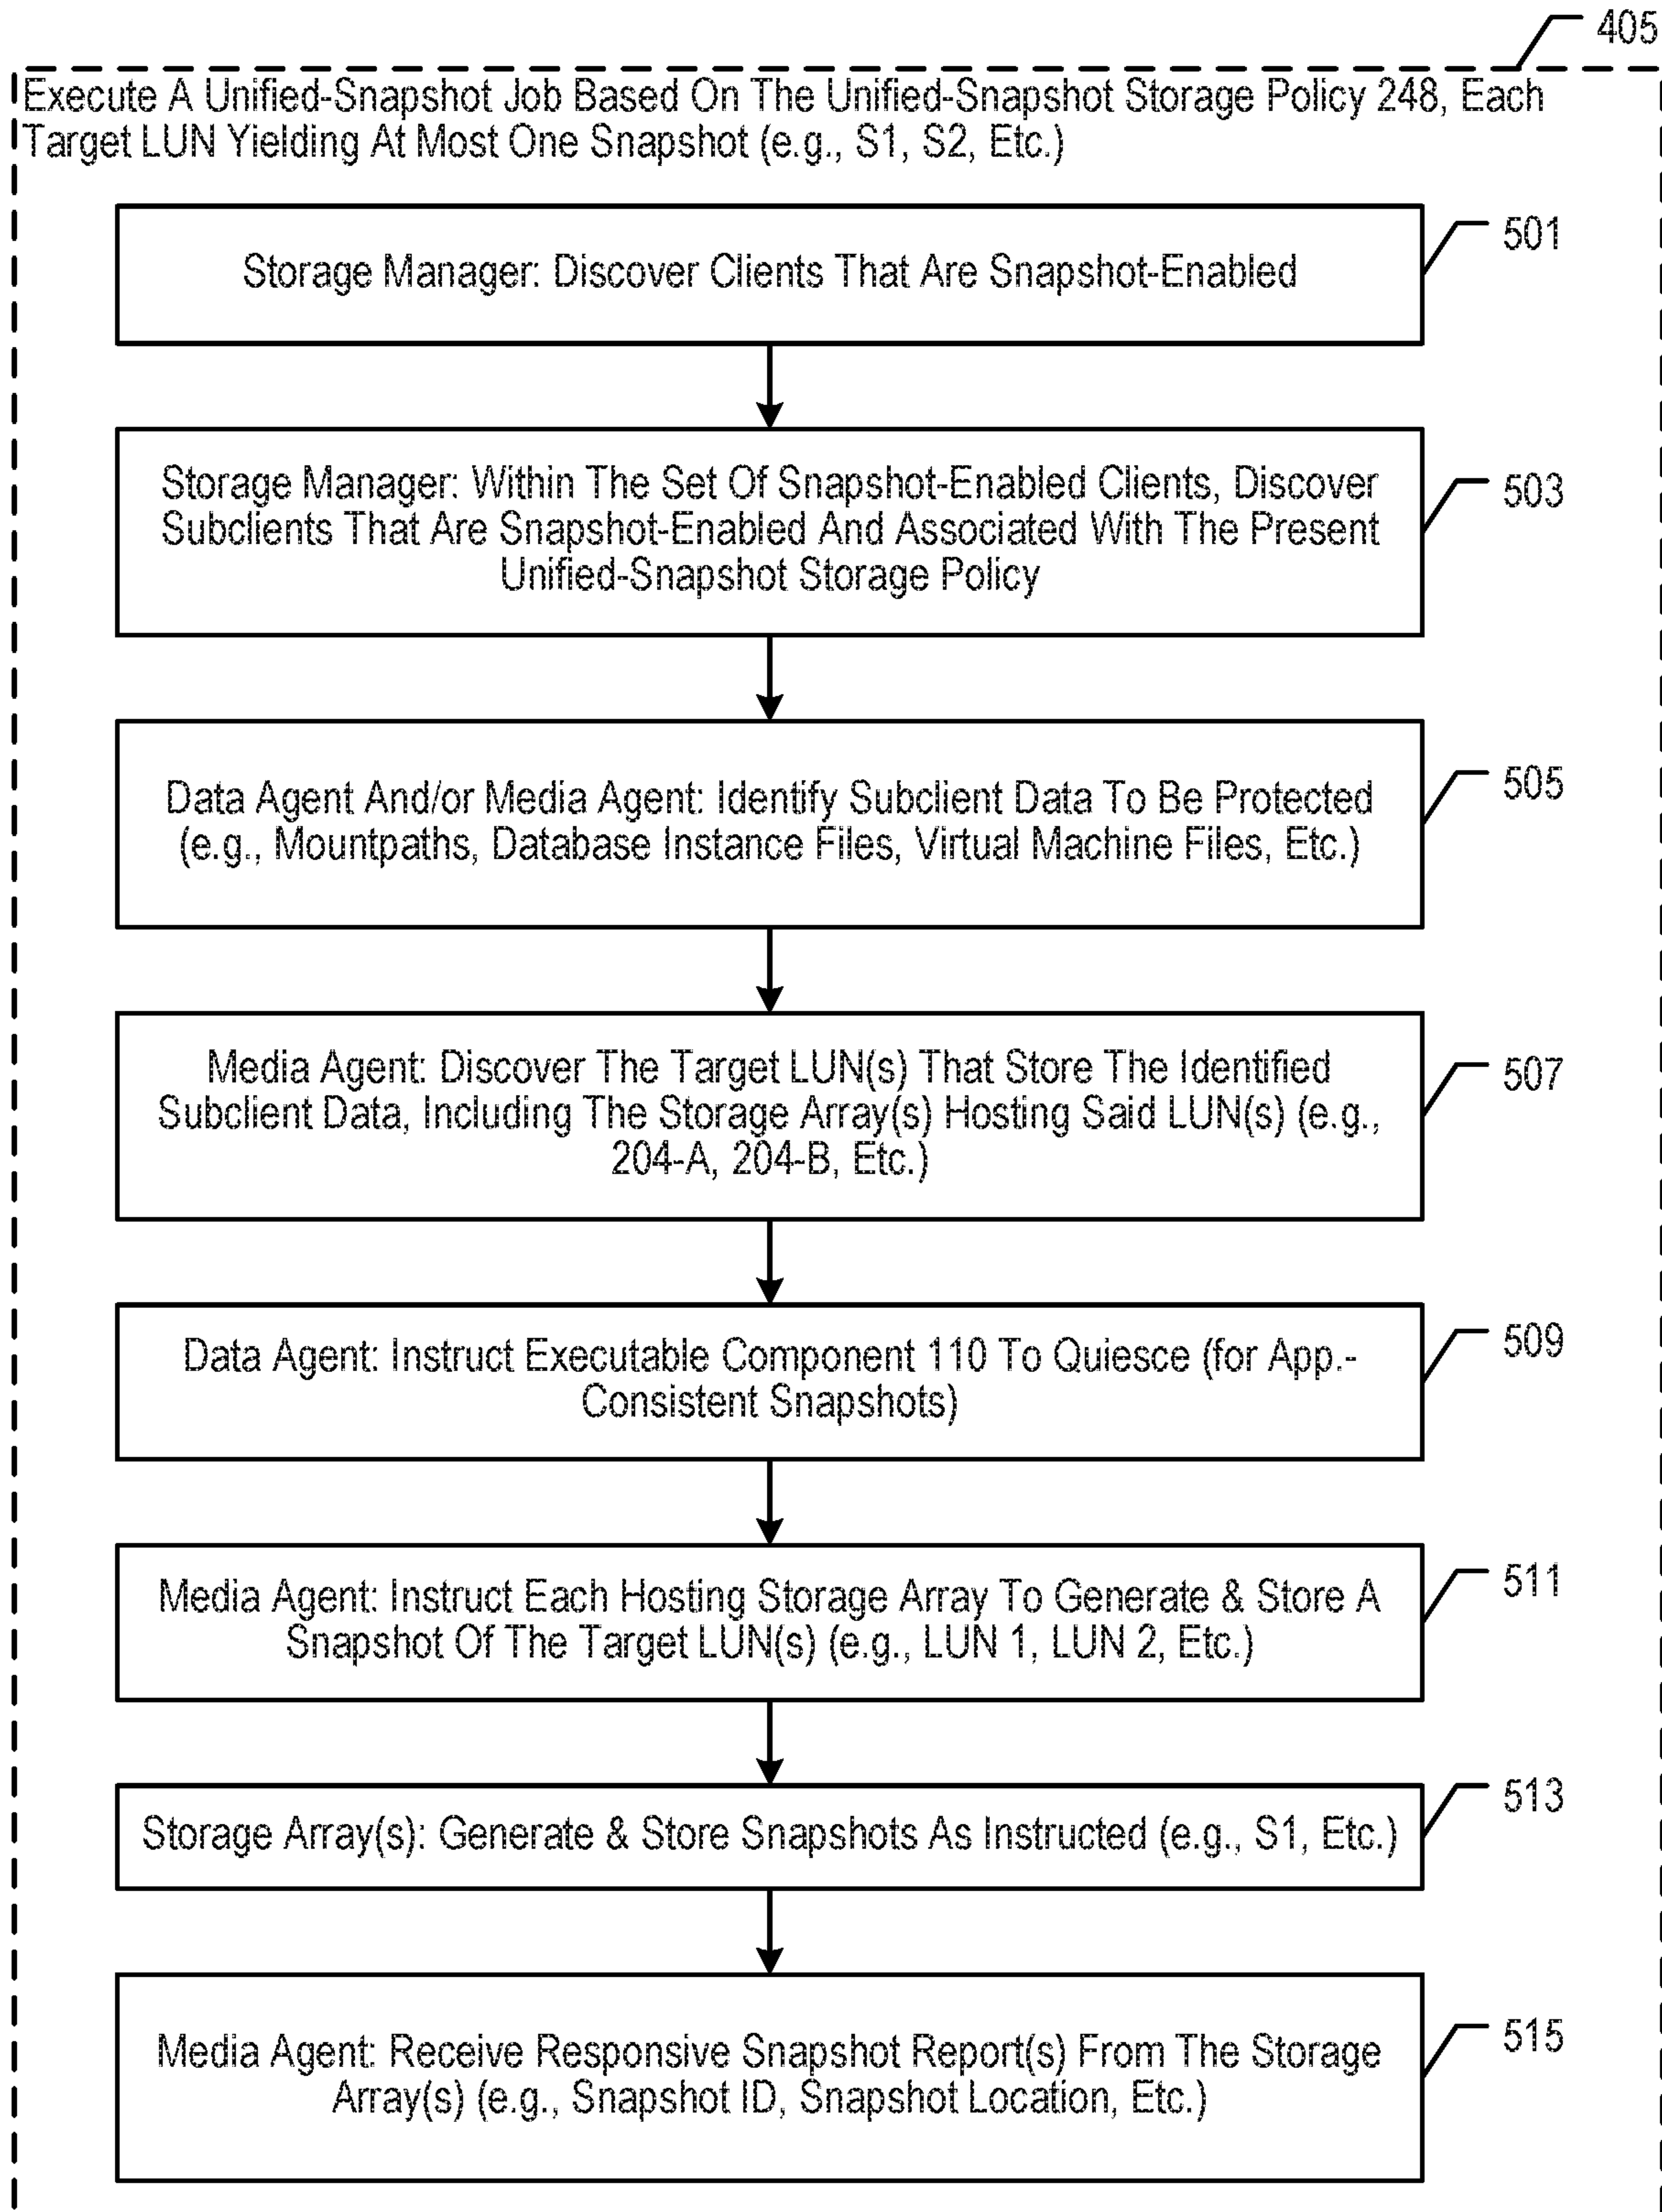 405
Execute A Unified-Snapshot Job Based On The Unified-Snapshot Storage Policy 248, Each
Target LUN Yielding At Most One Snapshot (e.g., S1, S2, Etc.)
501
Storage Manager: Discover Clients That Are Snapshot-Enabled
503
Storage Manager: Within The Set Of Snapshot-Enabled Clients, Discover
Subclients That Are Snapshot-Enabled And Associated With The Present
Unified-Snapshot Storage Policy
505
Data Agent And/or Media Agent: Identify Subclient Data To Be Protected
(e.g., Mountpaths, Database Instance Files, Virtual Machine Files, Etc.)
507
Media Agent: Discover The Target LUN(s) That Store The Identified
Subclient Data, Including The Storage Array(s) Hosting Said LUN(s) (e.g.,
204-A, 204-B, Etc.)
509
Data Agent: Instruct Executable Component 110 To Quiesce (for App.-
Consistent Snapshots)
511
Media Agent: Instruct Each Hosting Storage Array To Generate & Store A
Snapshot Of The Target LUN(s) (e.g., LUN 1, LUN 2, Etc.)
513
Storage Array(s): Generate & Store Snapshots As Instructed (e.g., S1, Etc.)
515
Media Agent: Receive Responsive Snapshot Report(s) From The Storage
Array(s) (e.g., Snapshot ID, Snapshot Location, Etc.)